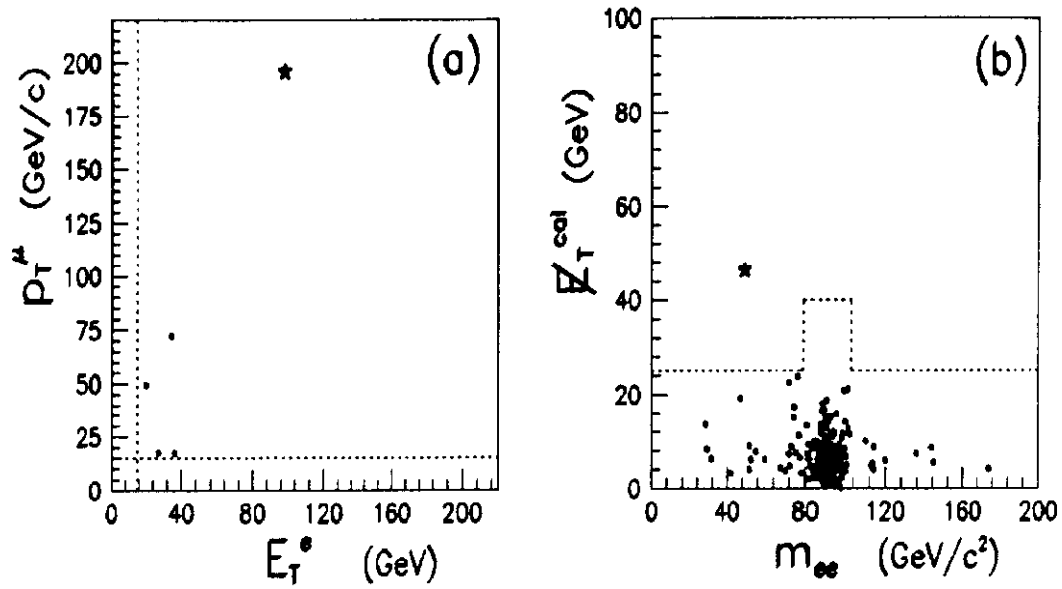 (a)
p_T^μ (GeV/c)
200
175
150
125
100
75
50
25
0
0 40 80 120 160 200
E_T^e (GeV)
(b)
E̸_T^cal (GeV)
100
80
60
40
20
0
0 40 80 120 160 200
m_ee (GeV/c²)